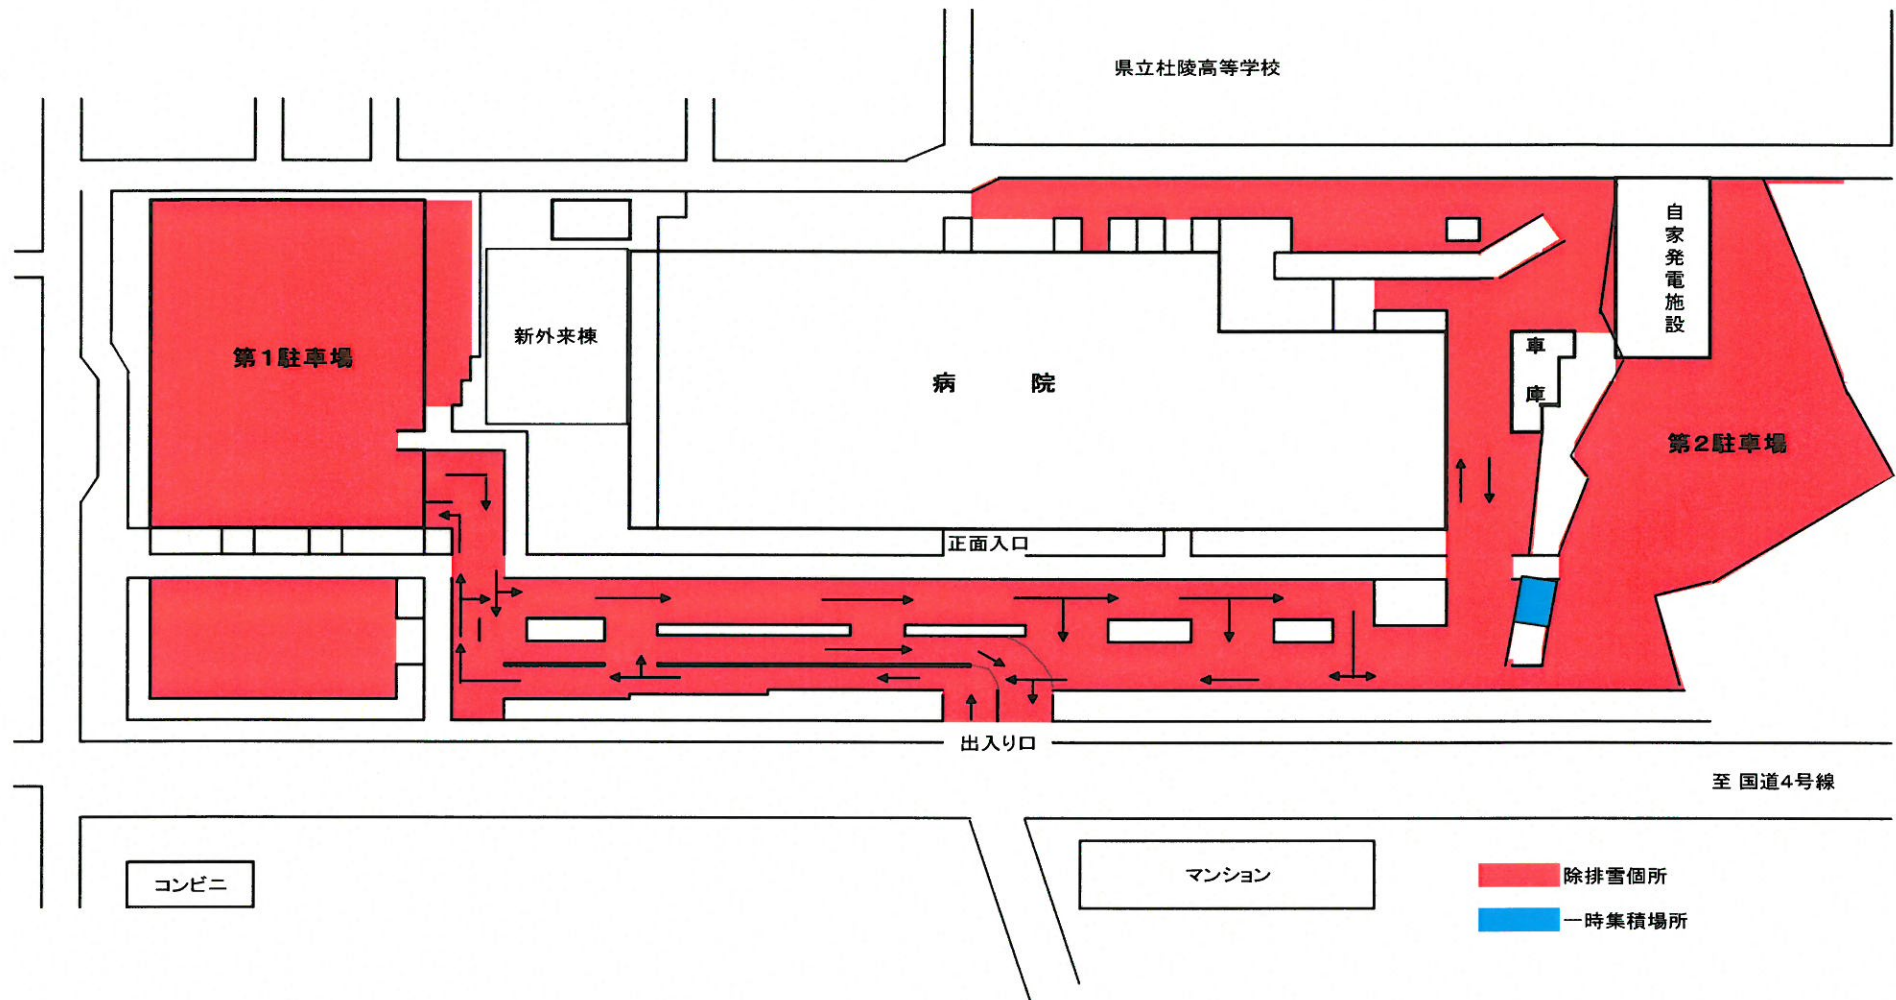 県立杜陵高等学校
自家発電施設
新外来棟
車庫
第1駐車場
病院
第2駐車場
正面入口
出入り口
至 国道4号線
コンビニ
マンション
除排雪個所
一時集積場所